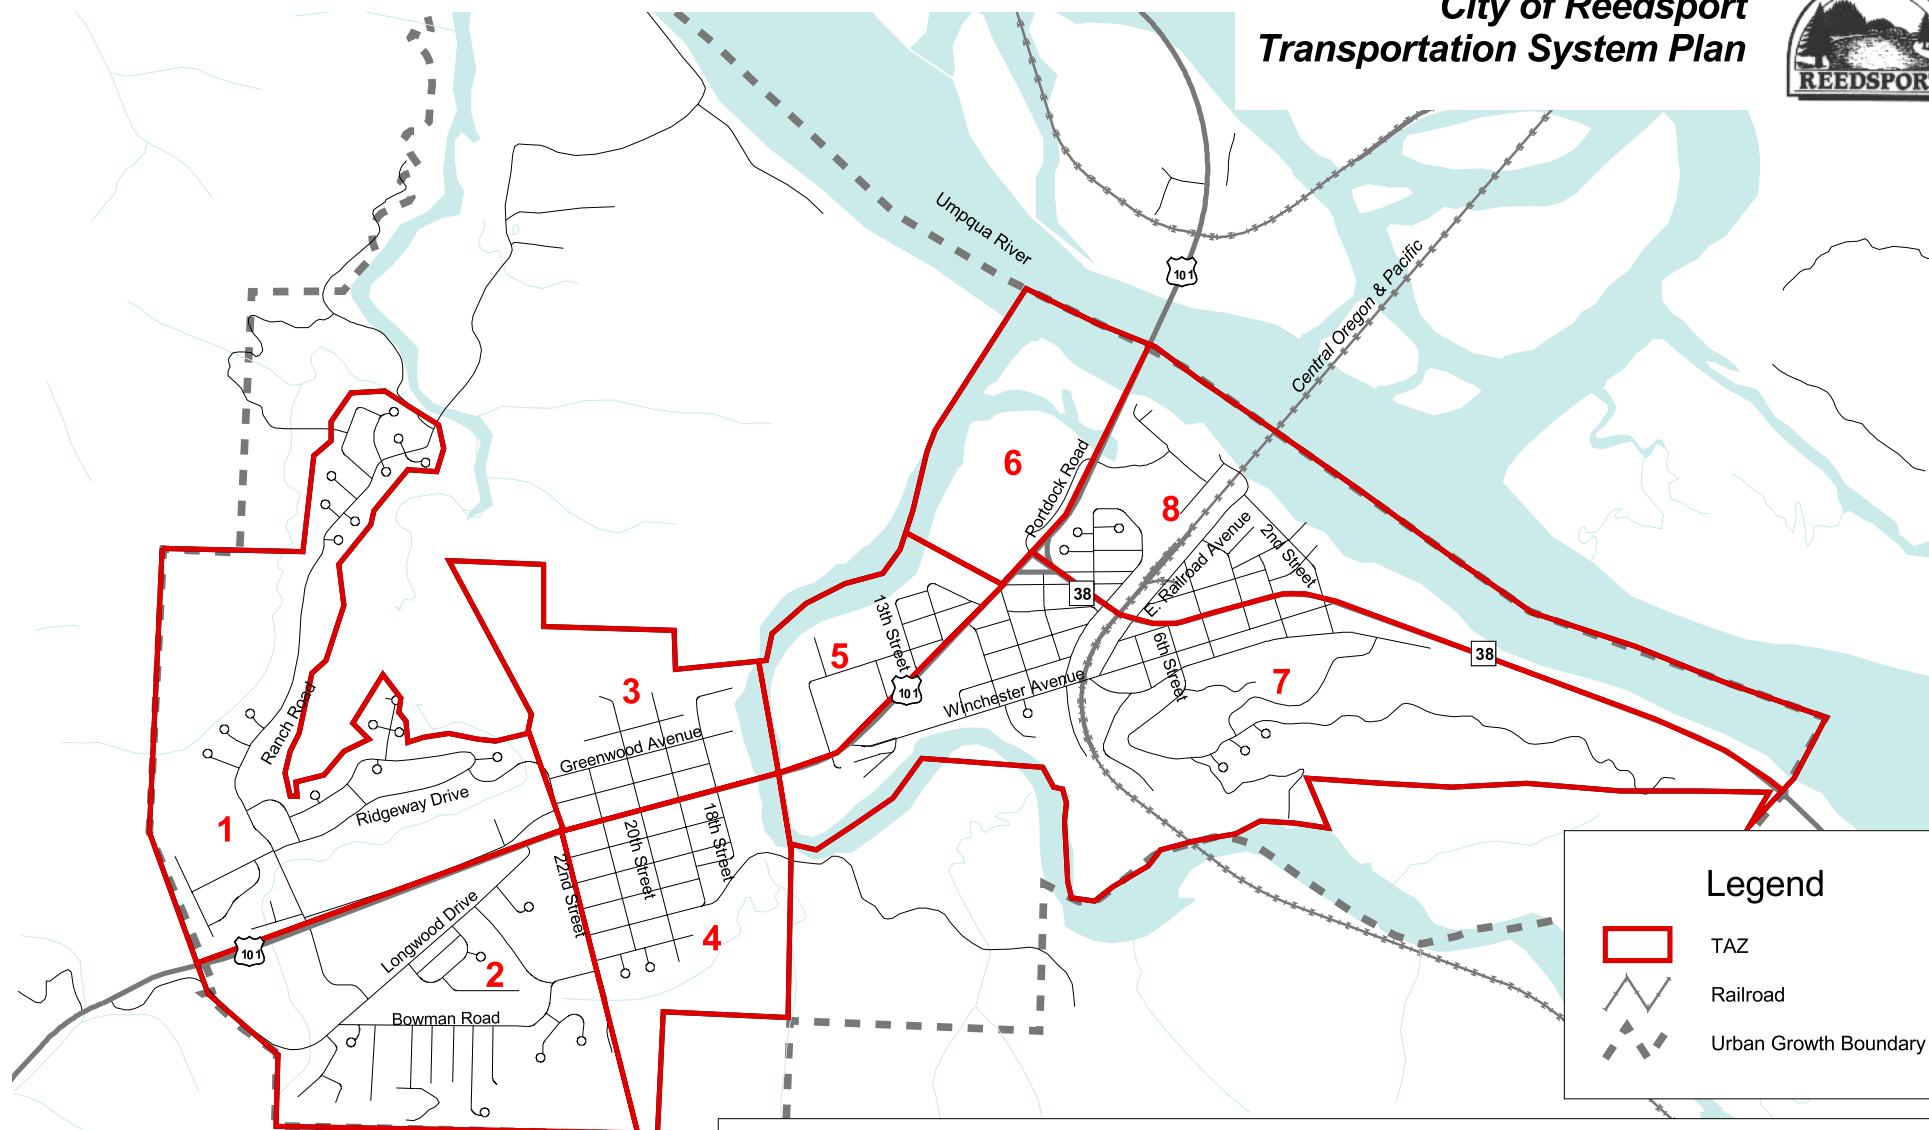 City of Reedsport
Transportation System Plan
REEDSPOR
Umpqua River
101
Central Oregon & Pacific
Portdock Road
6
8
E. Railroad Avenue
2nd Street
38
13th Street
5
6th Street
38
7
3
101
Winchester Avenue
Ranch Road
Greenwood Avenue
Ridgeway Drive
1
18th Street
20th Street
22nd Street
Longwood Drive
4
101
2
Bowman Road
Legend
TAZ
Railroad
Urban Growth Boundary